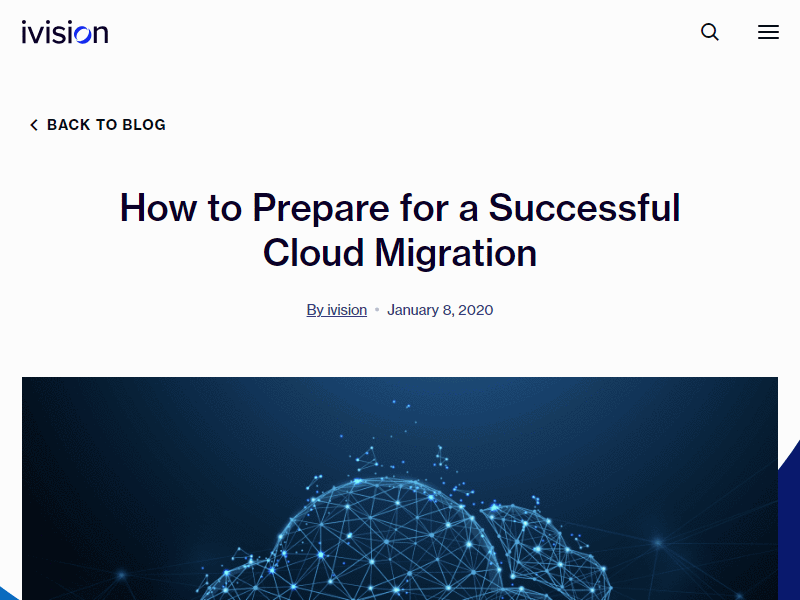 ivision
BACK TO BLOG
How to Prepare for a Successful
Cloud Migration
By ivision • January 8, 2020